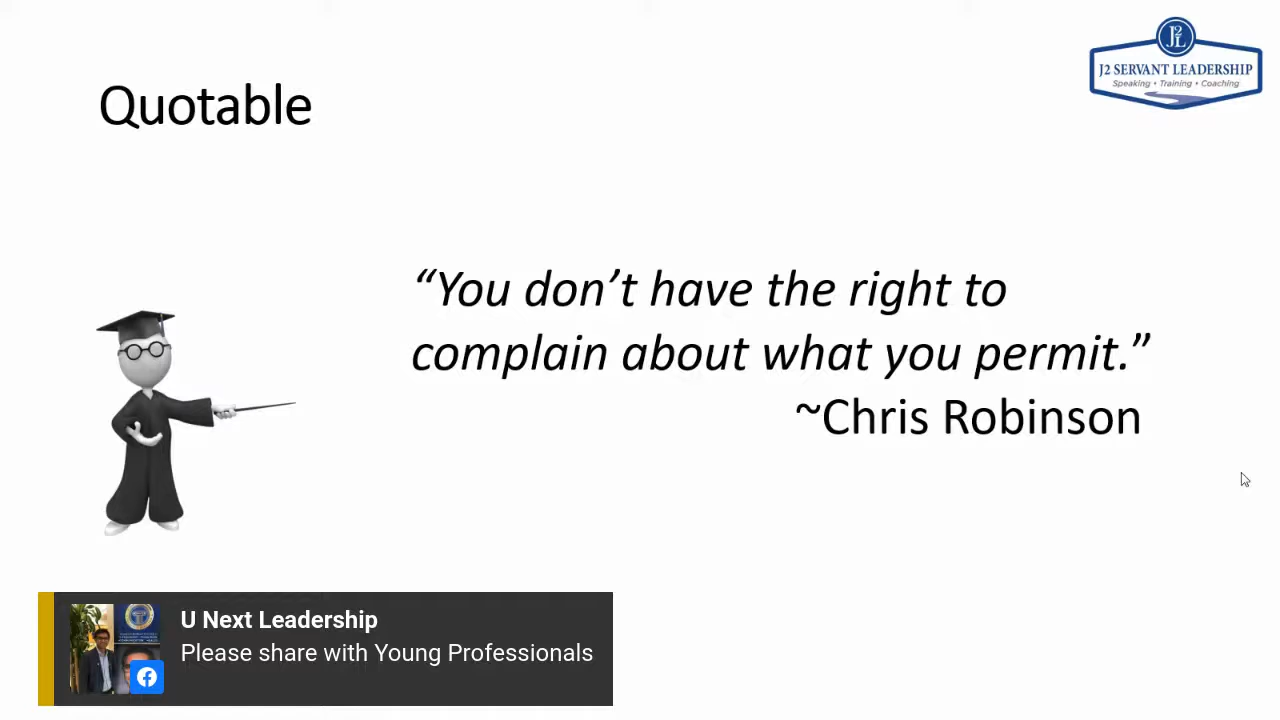 J2L
J2 SERVANT LEADERSHIP
Speaking • Training • Coaching
Quotable
“You don’t have the right to
complain about what you permit.”
~Chris Robinson
U Next Leadership
Please share with Young Professionals